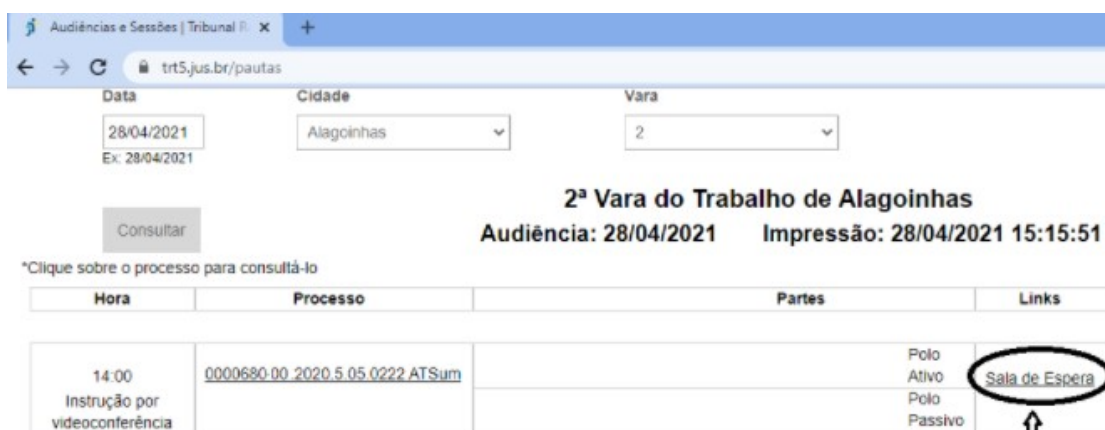 Audiências e Sessões | Tribunal R
trt5.jus.br/pautas
Data Cidade Vara
28/04/2021 Alagoinhas 2
Ex: 28/04/2021
2ª Vara do Trabalho de Alagoinhas
Consultar
Audiência: 28/04/2021 Impressão: 28/04/2021 15:15:51
*Clique sobre o processo para consultá-lo
Hora Processo Partes Links
14:00 0000680-00.2020.5.05.0222 ATSum Polo Ativo Sala de Espera
Instrução por videoconferência Polo Passivo